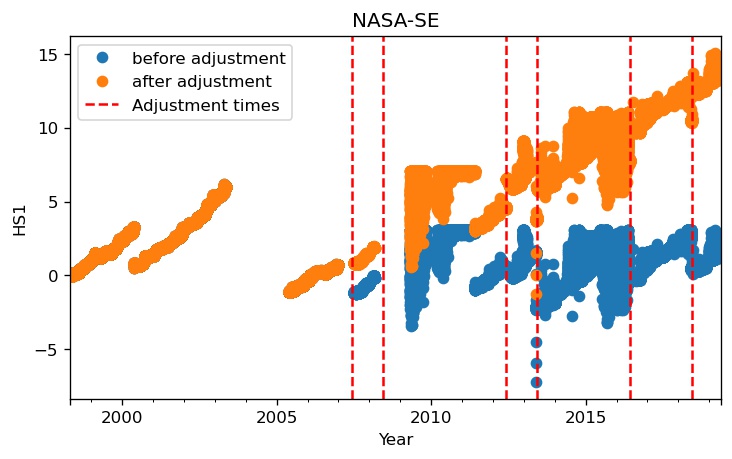 NASA-SE
before adjustment
after adjustment
Adjustment times
15
10
5
0
−5
HS1
2000
2005
2010
2015
Year